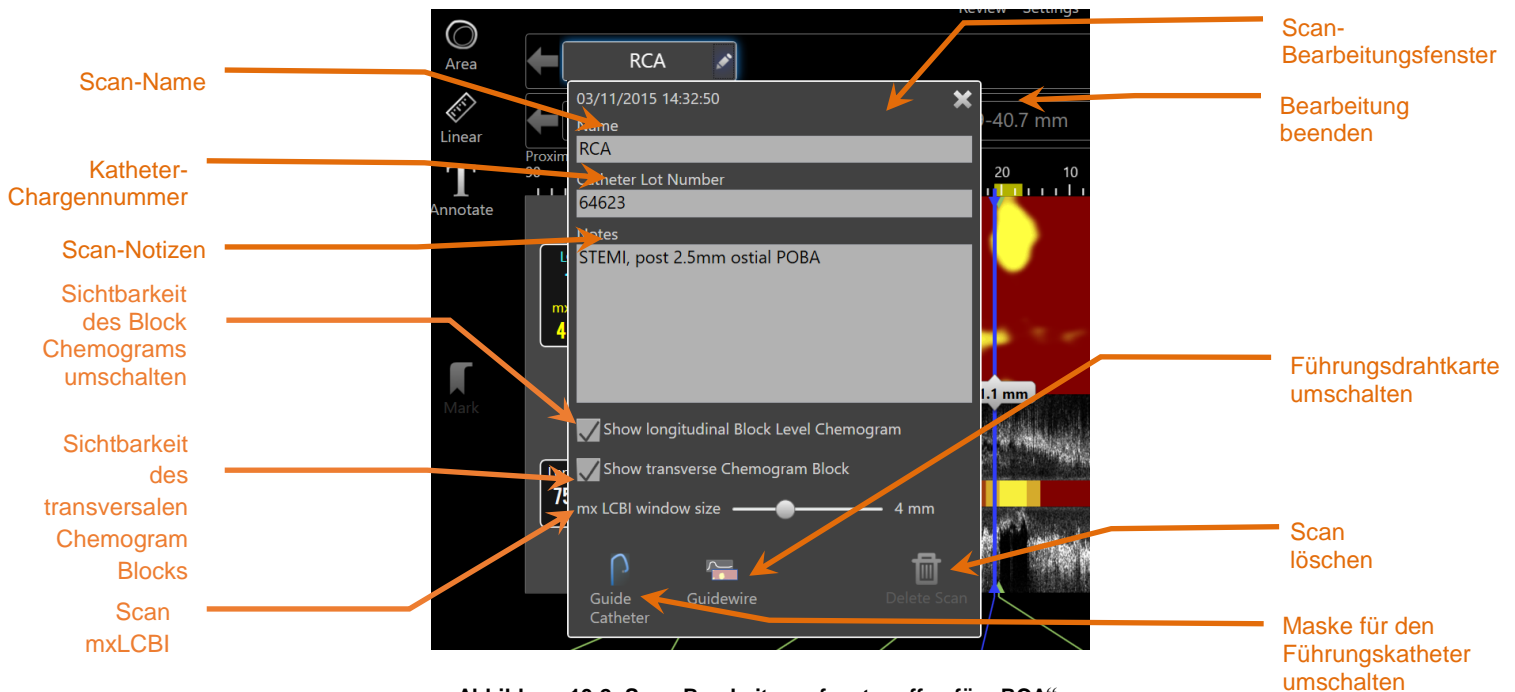 Scan-Name
Katheter-
Chargennummer
Scan-Notizen
Sichtbarkeit
des Block
Chemograms
umschalten
Sichtbarkeit
des
transversalen
Chemogram
Blocks
Scan
mxLCBI
Area
Linear
Annotate
Mark
RCA
03/11/2015 14:32:50
Name
RCA
Catheter Lot Number
64623
Notes
STEMI, post 2.5mm ostial POBA
Show longitudinal Block Level Chemogram
Show transverse Chemogram Block
mx LCBI window size 4 mm
Guide
Catheter
Guidewire
Delete Scan
Review Settings
-40.7 mm
20 10
1.1 mm
Scan-
Bearbeitungsfenster
Bearbeitung
beenden
Führungsdrahtkarte
umschalten
Scan
löschen
Maske für den
Führungskatheter
umschalten